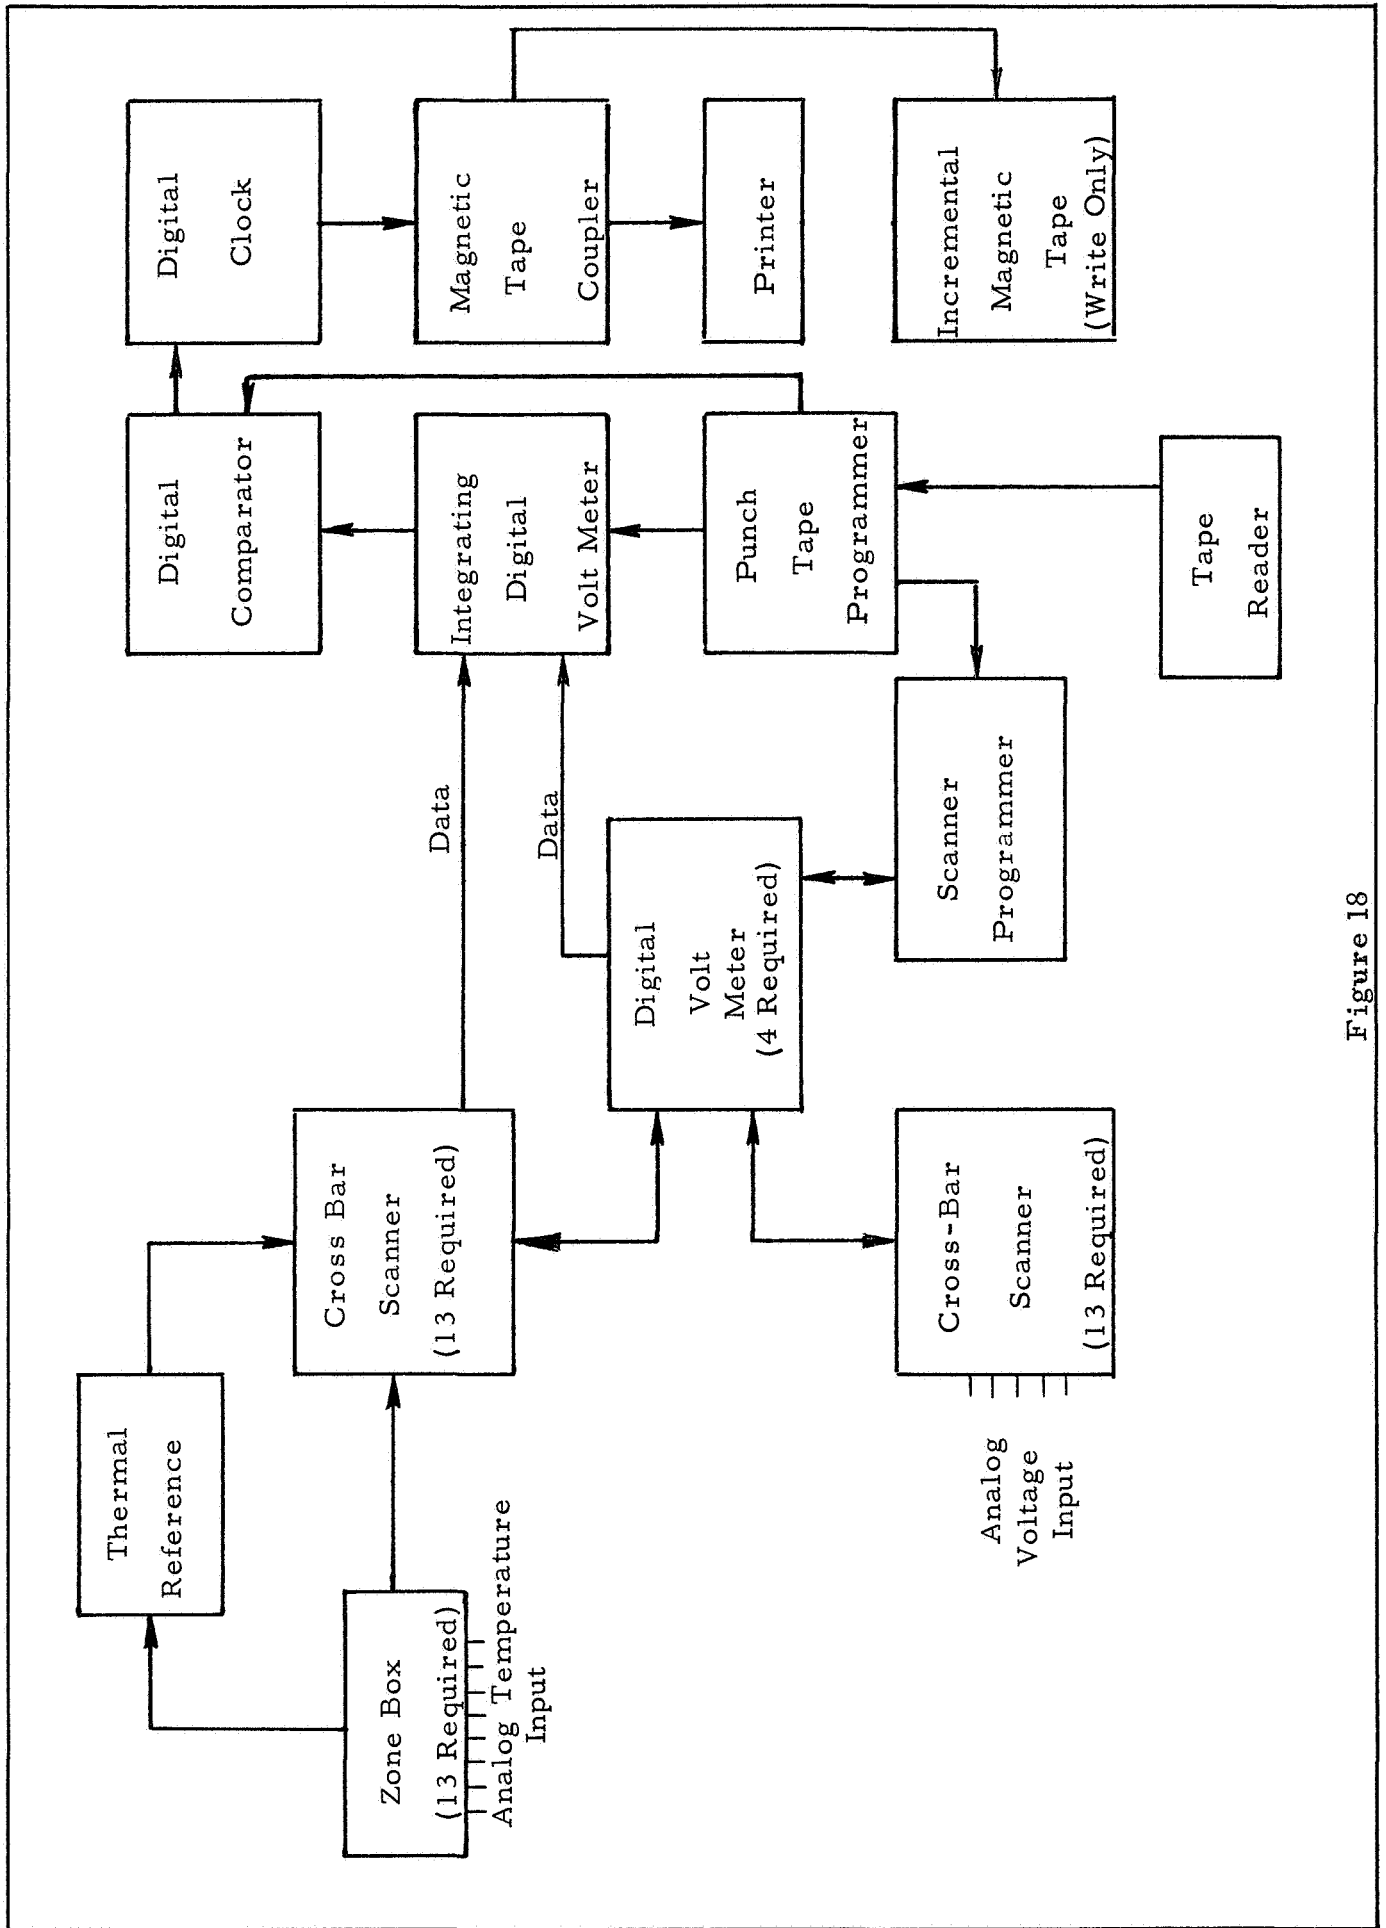 Thermal
Reference
Zone Box
(13 Required)
Analog Temperature
Input
Cross Bar
Scanner
(13 Required)
Analog
Voltage
Input
Cross-Bar
Scanner
(13 Required)
Data
Data
Digital
Volt
Meter
(4 Required)
Scanner
Programmer
Digital
Comparator
Integrating
Digital
Volt Meter
Punch
Tape
Programmer
Tape
Reader
Digital
Clock
Magnetic
Tape
Coupler
Printer
Incremental
Magnetic
Tape
(Write Only)
Figure 18